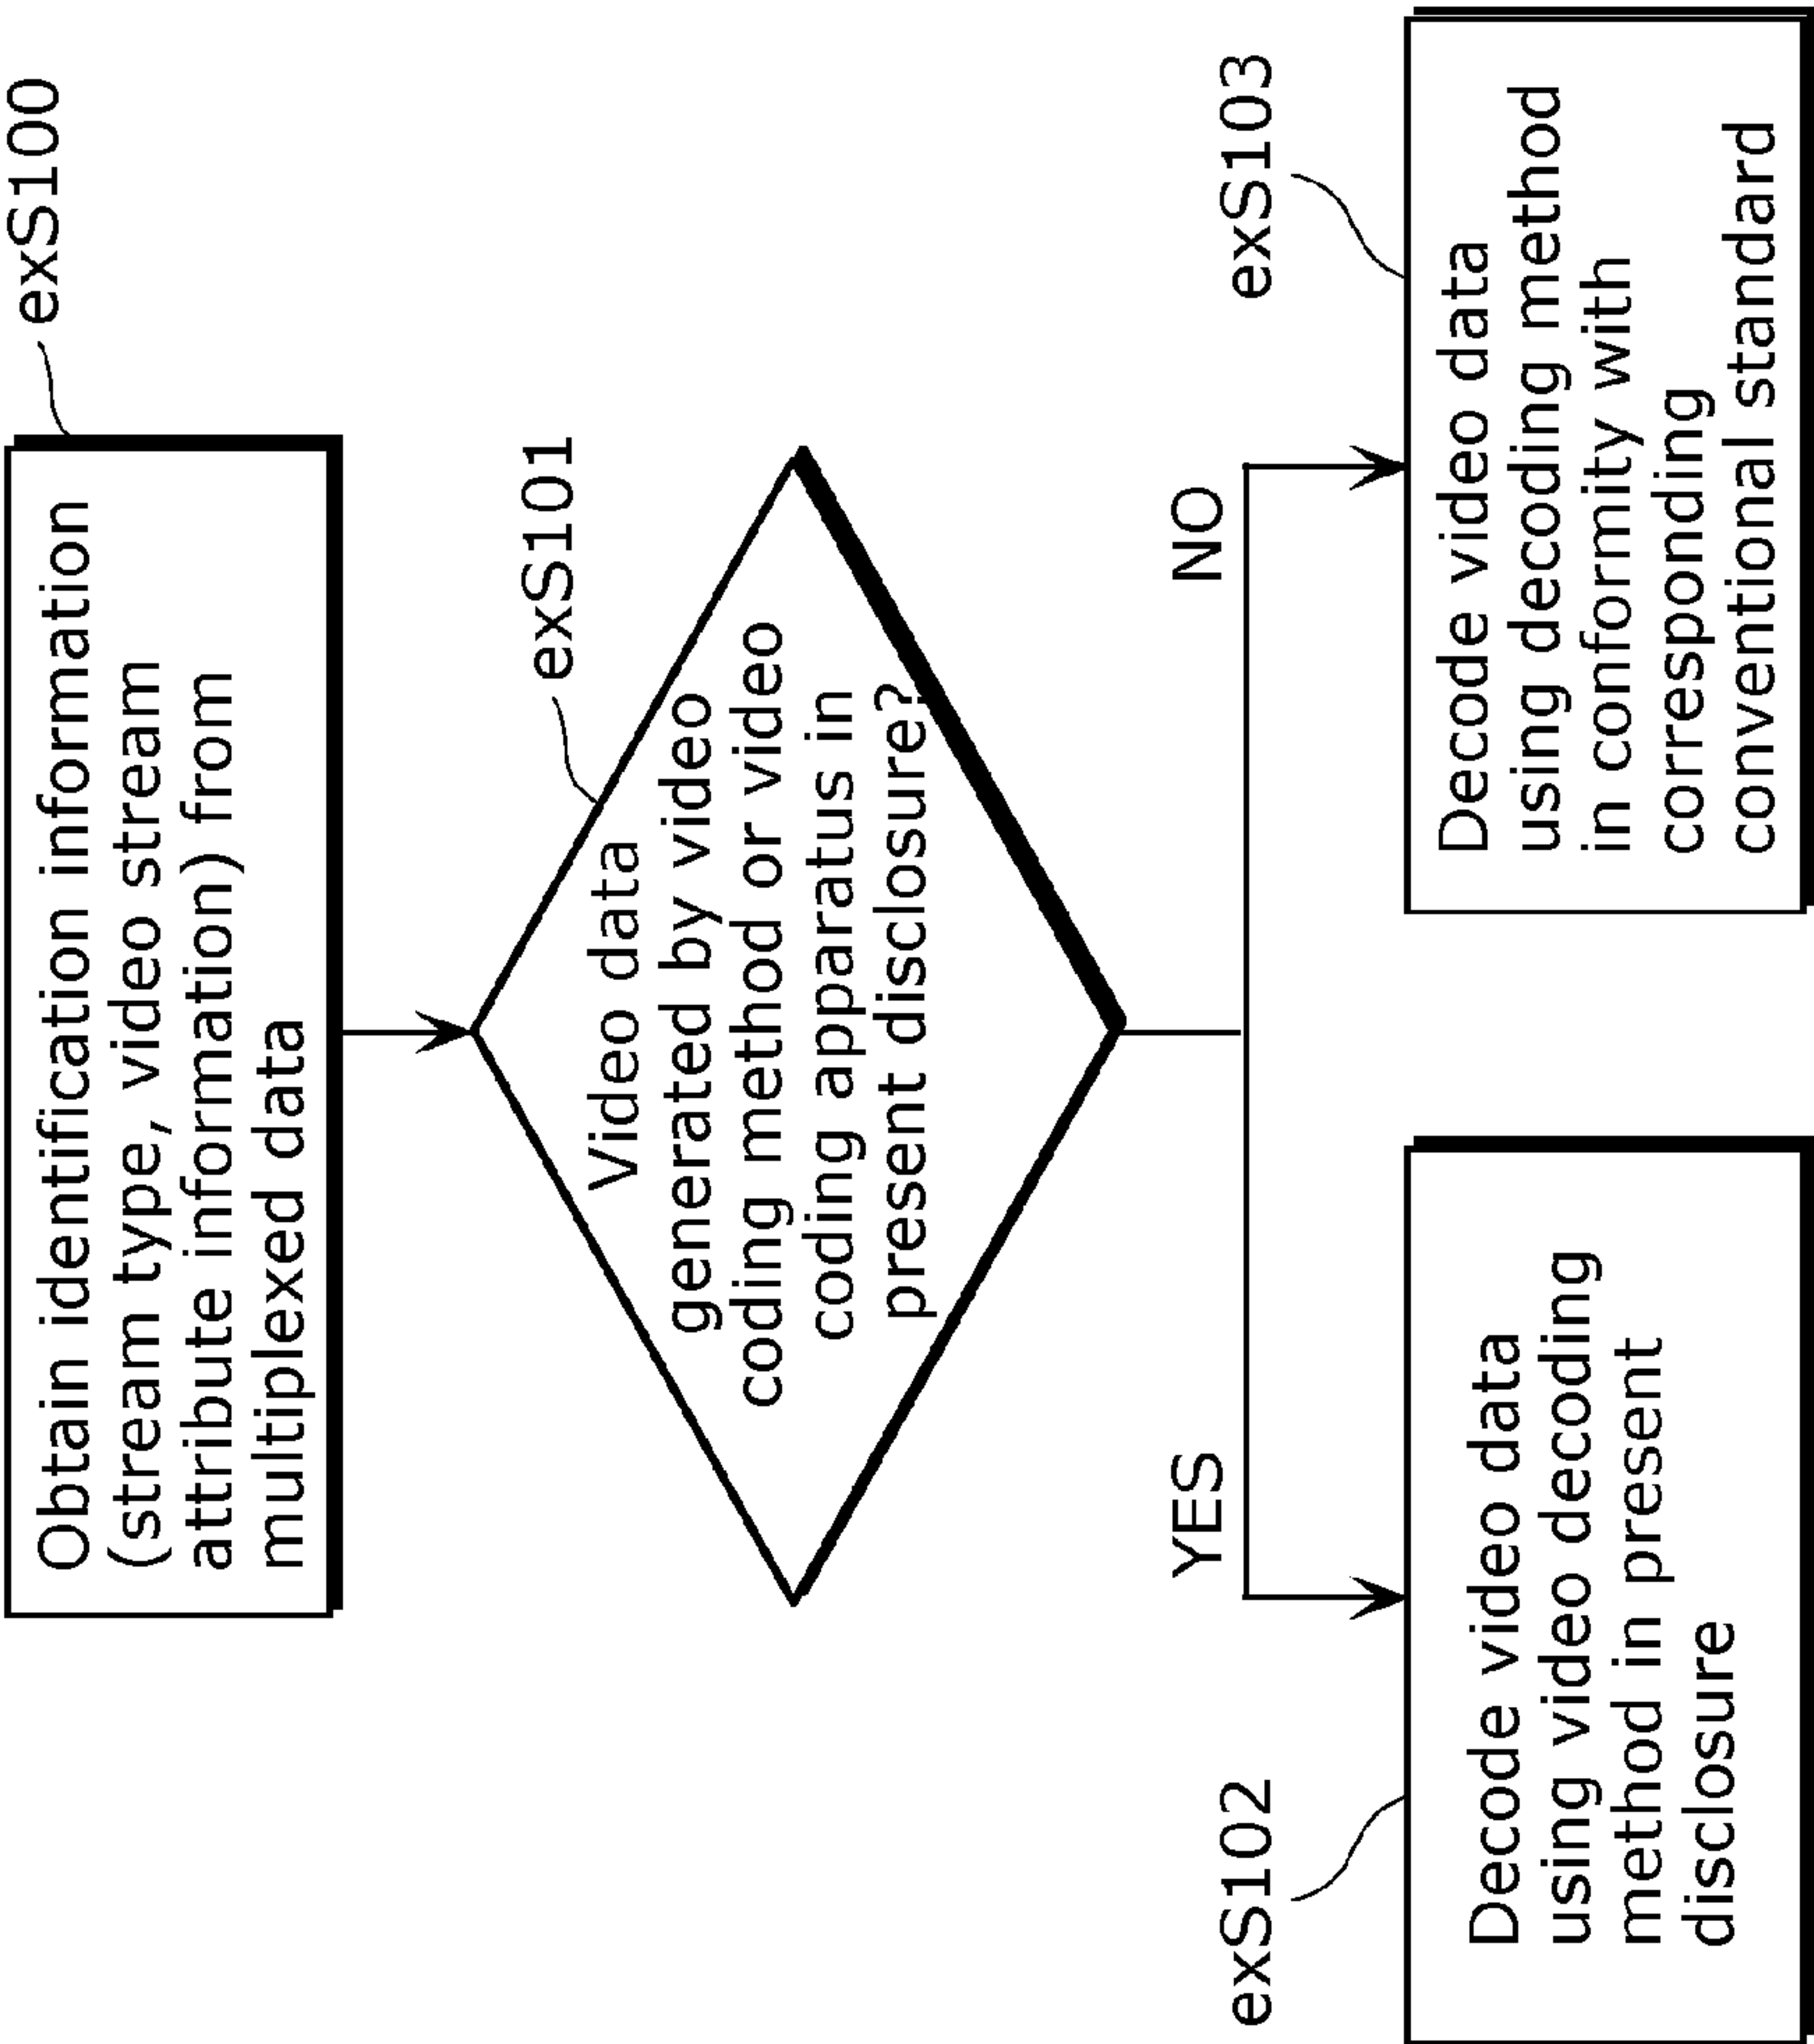 exS100
Obtain identification information
(stream type, video stream
attribute information) from
multiplexed data
exS101
Video data
generated by video
coding method or video
coding apparatus in
present disclosure?
YES
NO
exS102
Decode video data
using video decoding
method in present
disclosure
exS103
Decode video data
using decoding method
in conformity with
corresponding
conventional standard